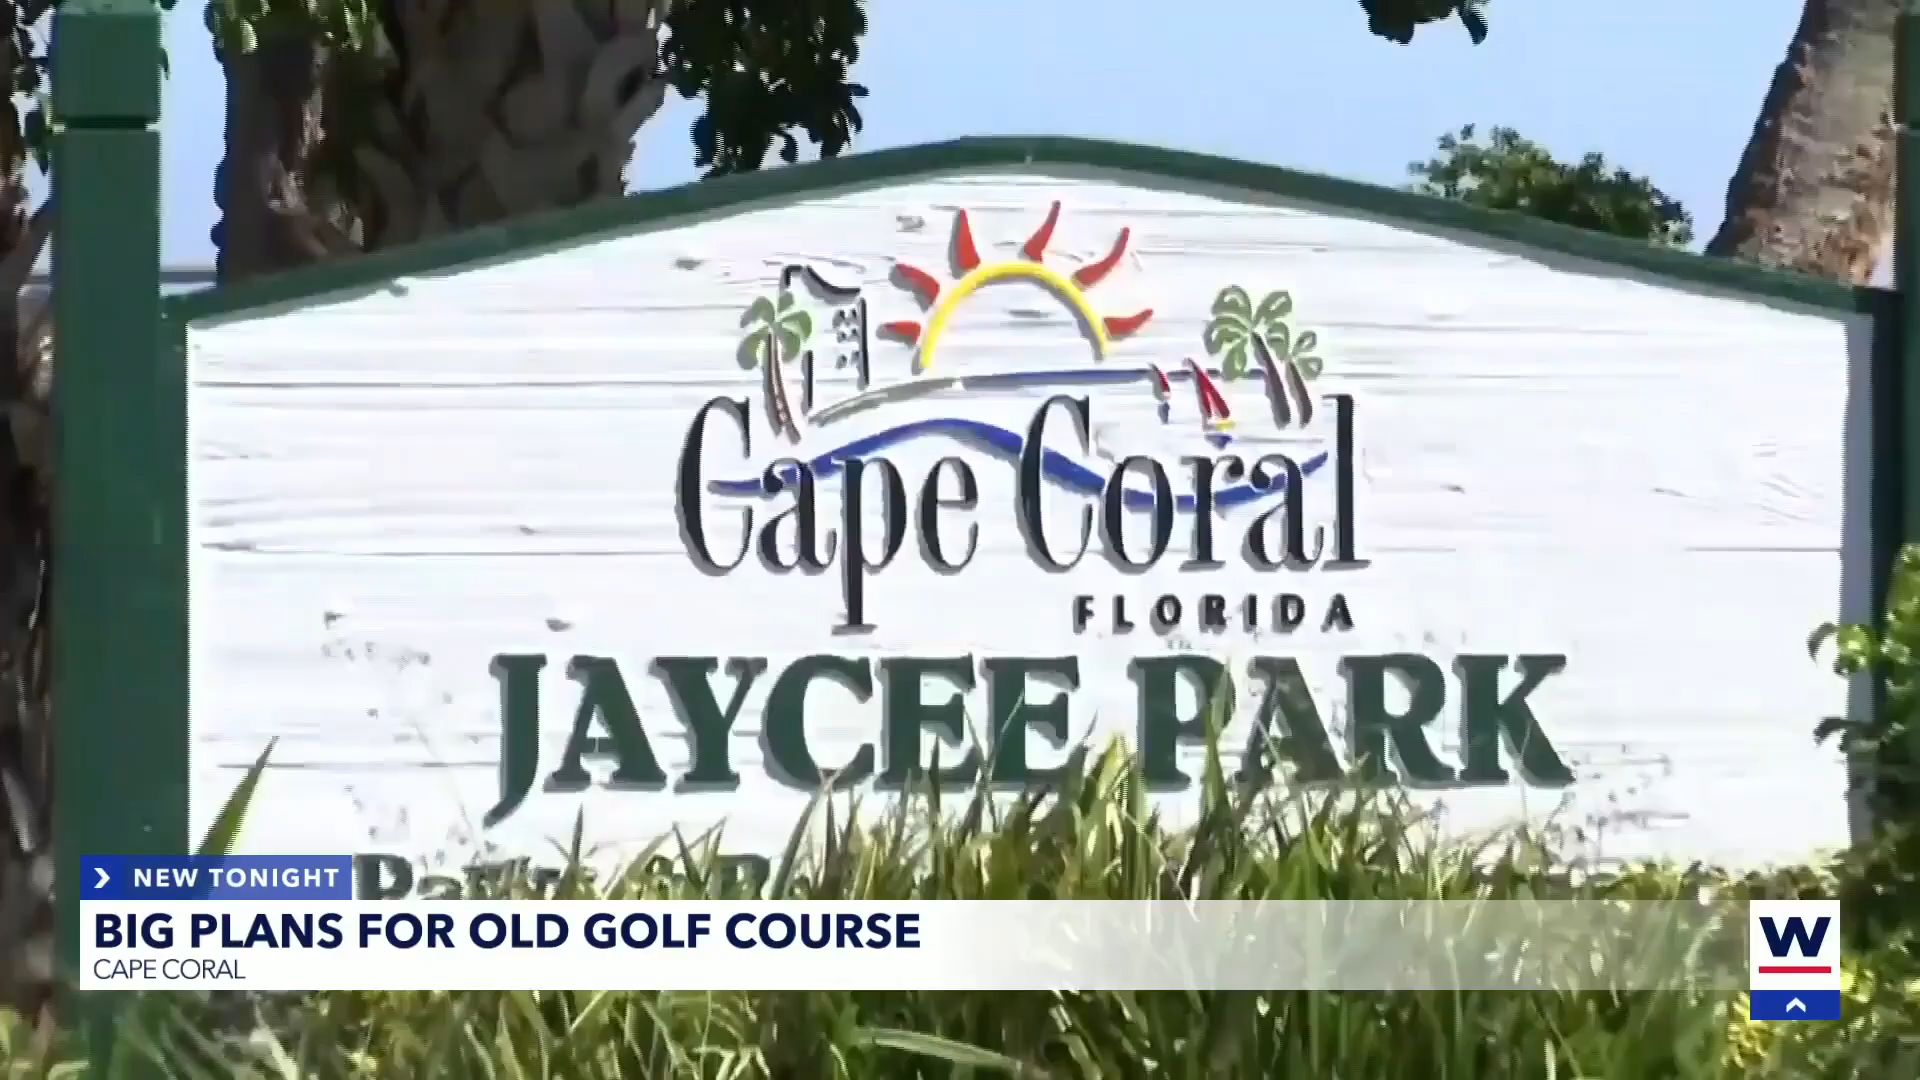 Cape Coral
FLORIDA
JAYCEE PARK
NEW TONIGHT
BIG PLANS FOR OLD GOLF COURSE
CAPE CORAL
W